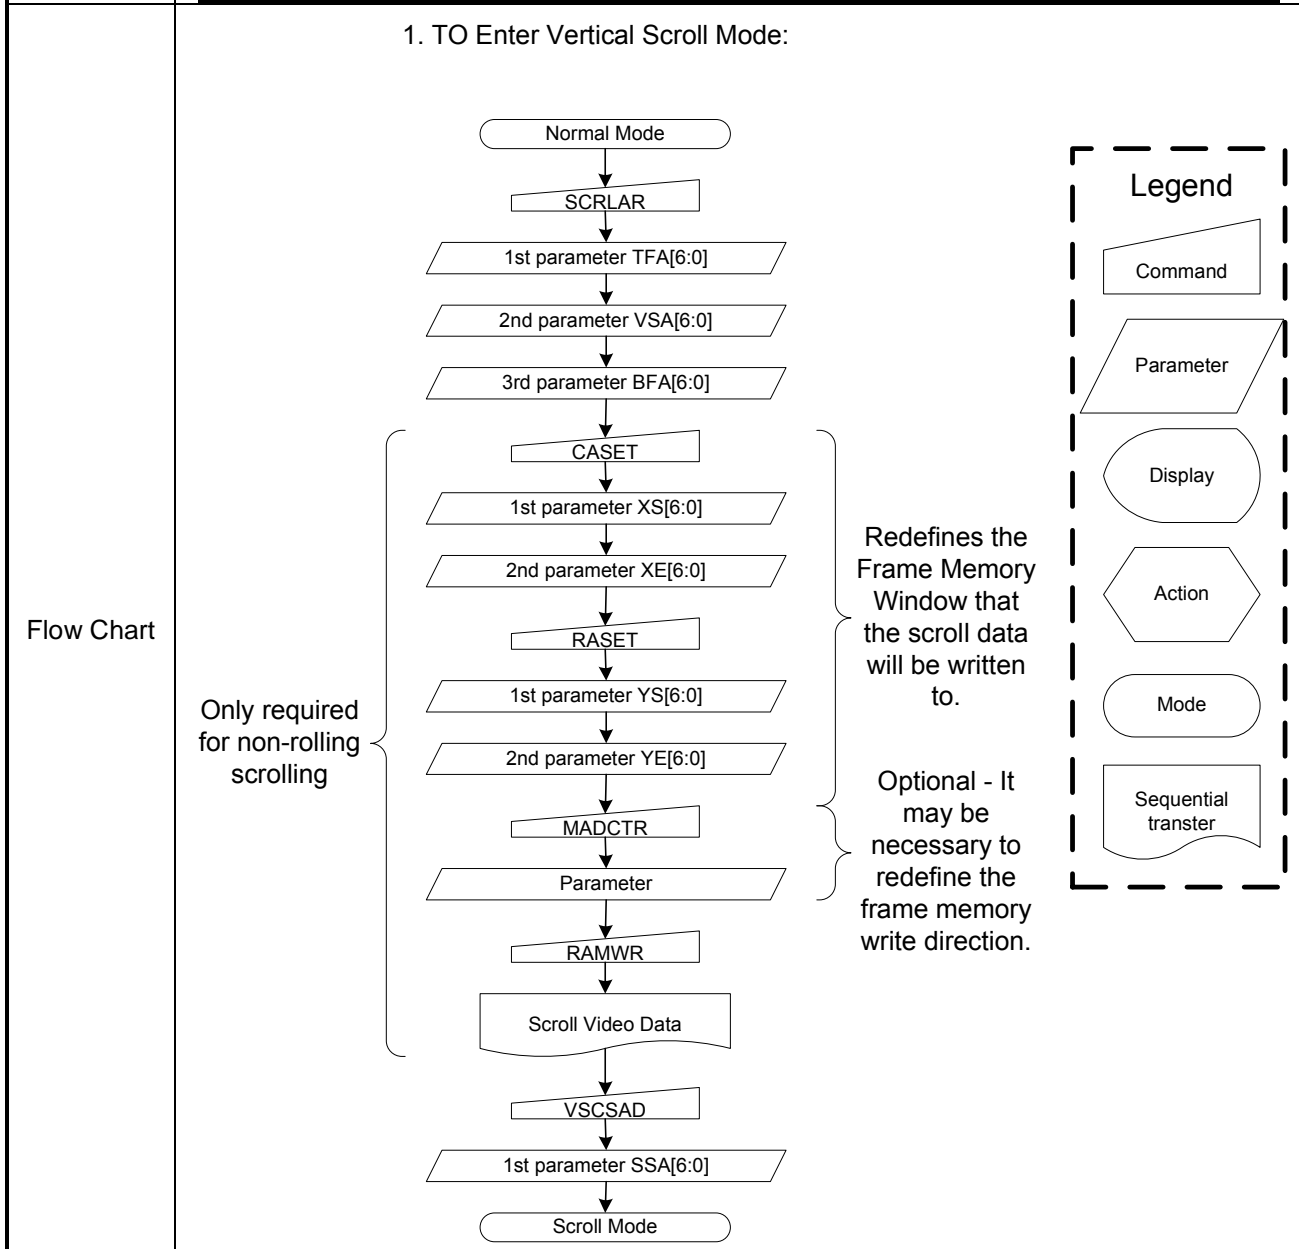 1. TO Enter Vertical Scroll Mode:
Flow Chart
Normal Mode
SCRLAR
1st parameter TFA[6:0]
2nd parameter VSA[6:0]
3rd parameter BFA[6:0]
CASET
1st parameter XS[6:0]
2nd parameter XE[6:0]
RASET
1st parameter YS[6:0]
2nd parameter YE[6:0]
MADCTR
Parameter
RAMWR
Scroll Video Data
VSCSAD
1st parameter SSA[6:0]
Scroll Mode
Only required
for non-rolling
scrolling
Redefines the
Frame Memory
Window that
the scroll data
will be written
to.
Optional - It
may be
necessary to
redefine the
frame memory
write direction.
Legend
Command
Parameter
Display
Action
Mode
Sequential
transter